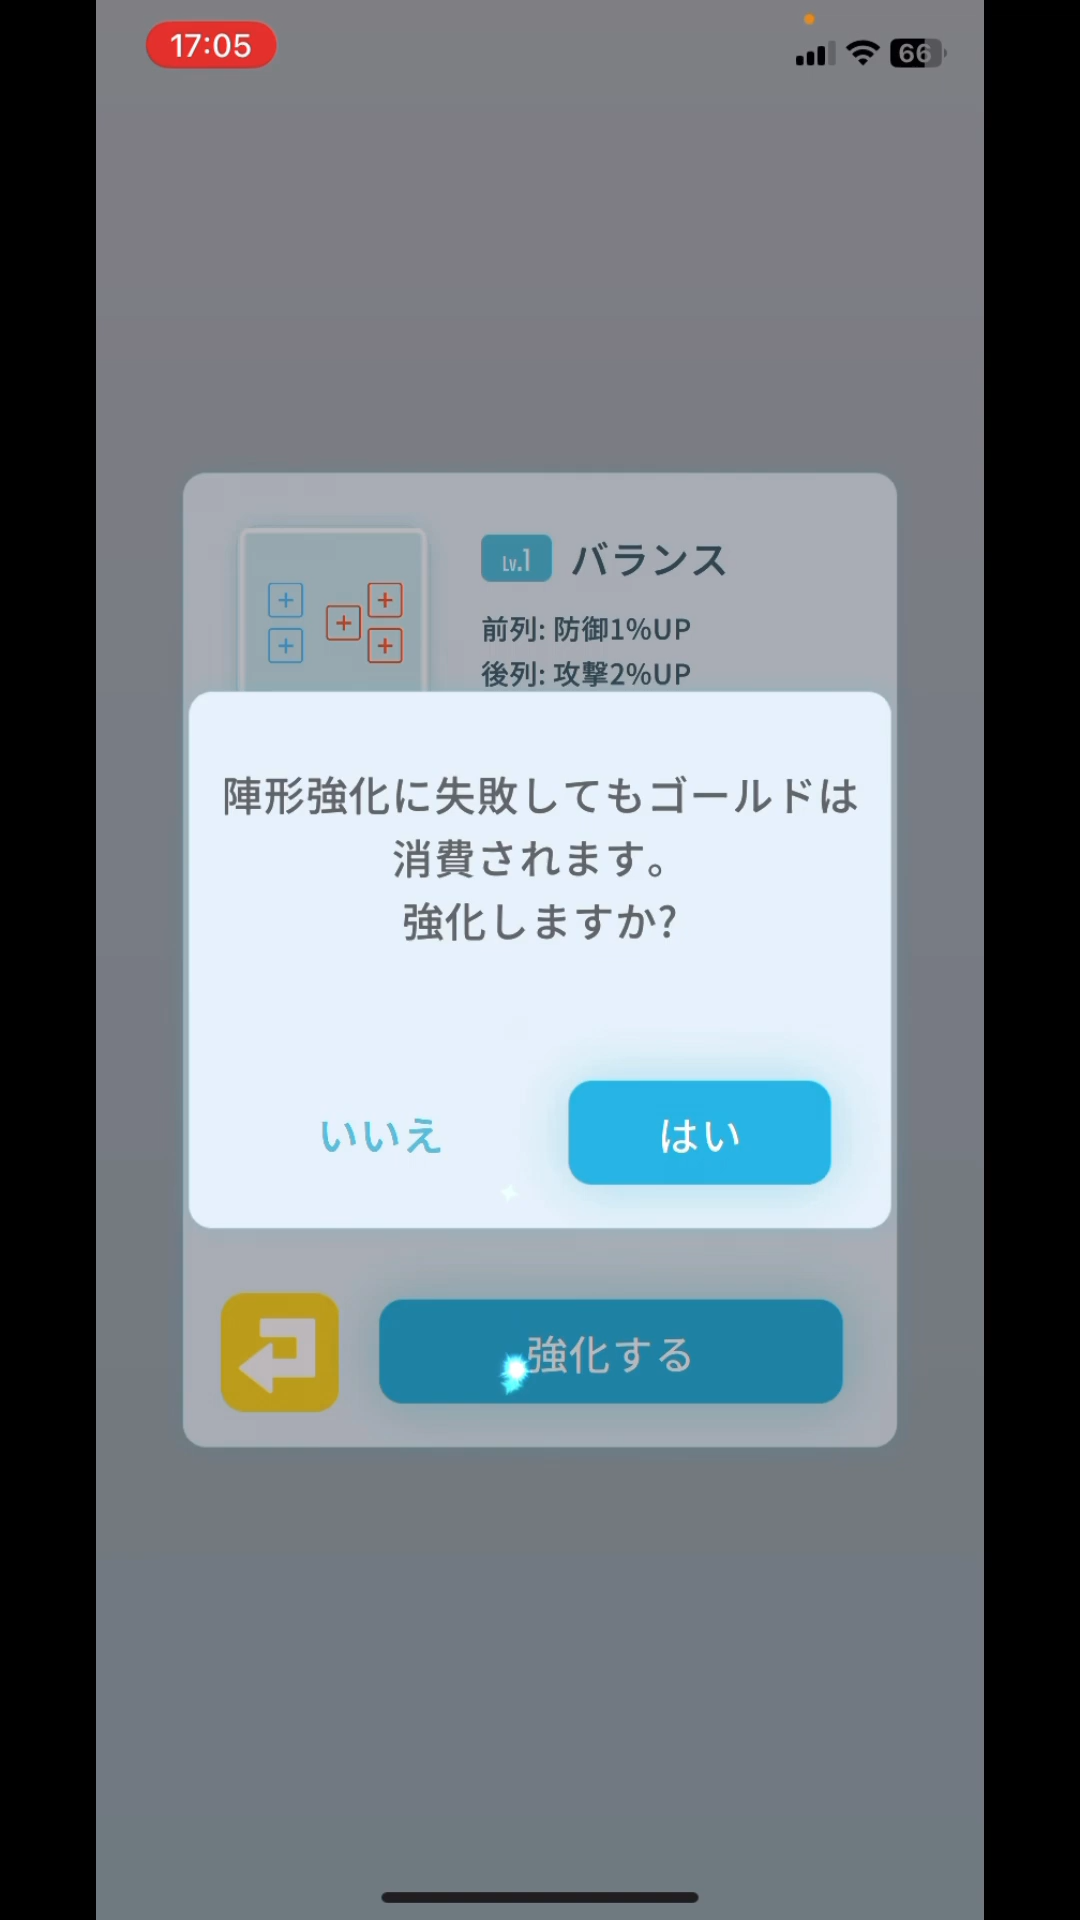 17:05
66
Lv.1 バランス
前列: 防御1%UP
後列: 攻撃2%UP
陣形強化に失敗してもゴールドは
消費されます。
強化しますか?
いいえ
はい
強化する